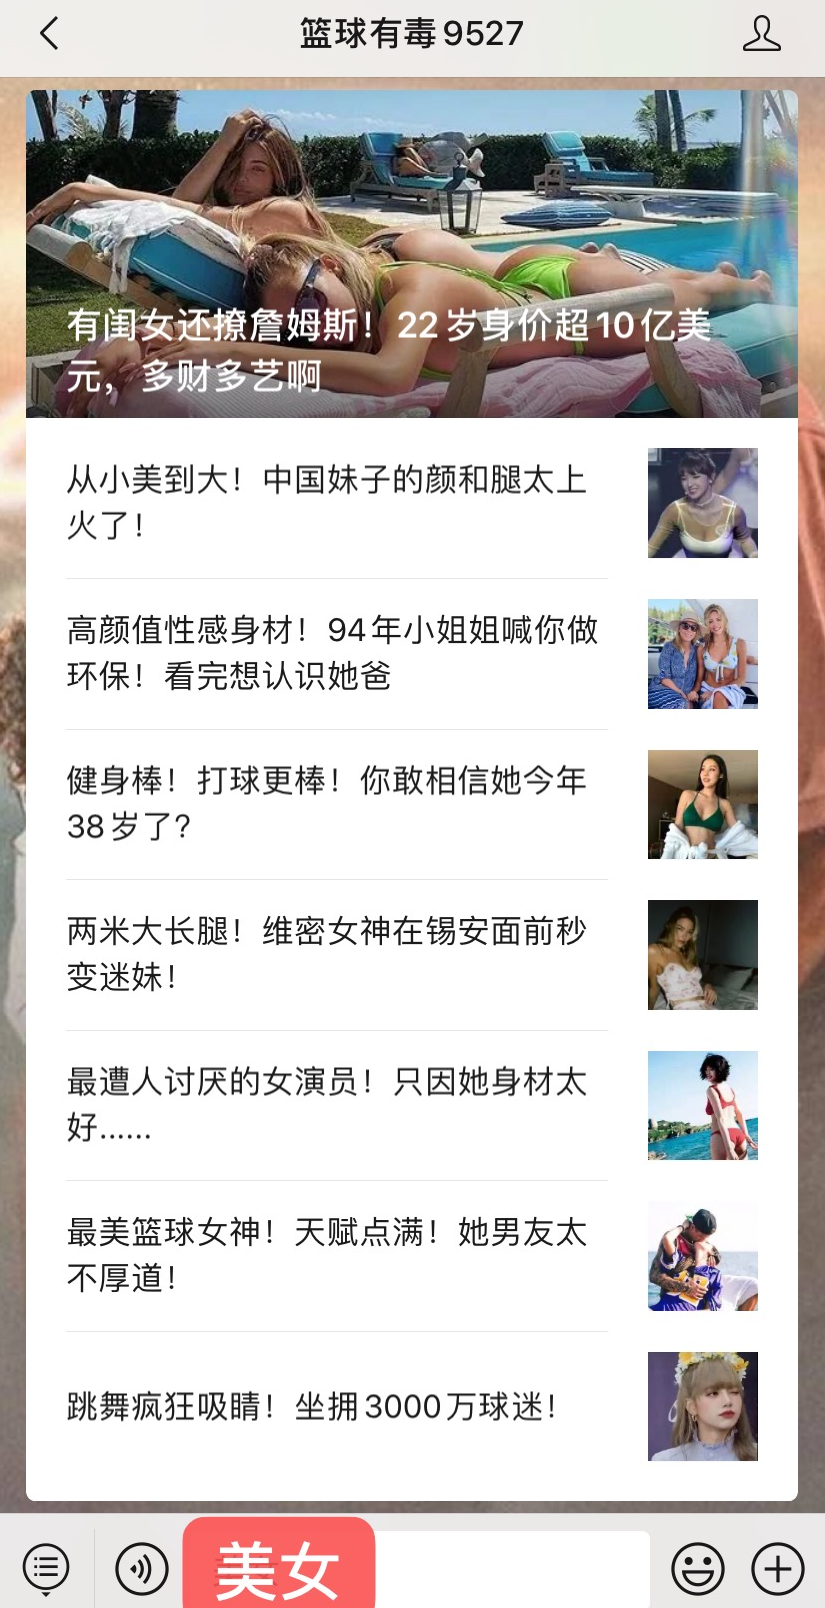 篮球有毒9527
有闺女还撩詹姆斯！22岁身价超10亿美
元，多财多艺啊
从小美到大！中国妹子的颜和腿太上
火了！
高颜值性感身材！94年小姐姐喊你做
环保！看完想认识她爸
健身棒！打球更棒！你敢相信她今年
38岁了?
两米大长腿！维密女神在锡安面前秒
变迷妹！
最遭人讨厌的女演员！只因她身材太
好......
最美篮球女神！天赋点满！她男友太
不厚道！
跳舞疯狂吸睛！坐拥3000万球迷！
美女